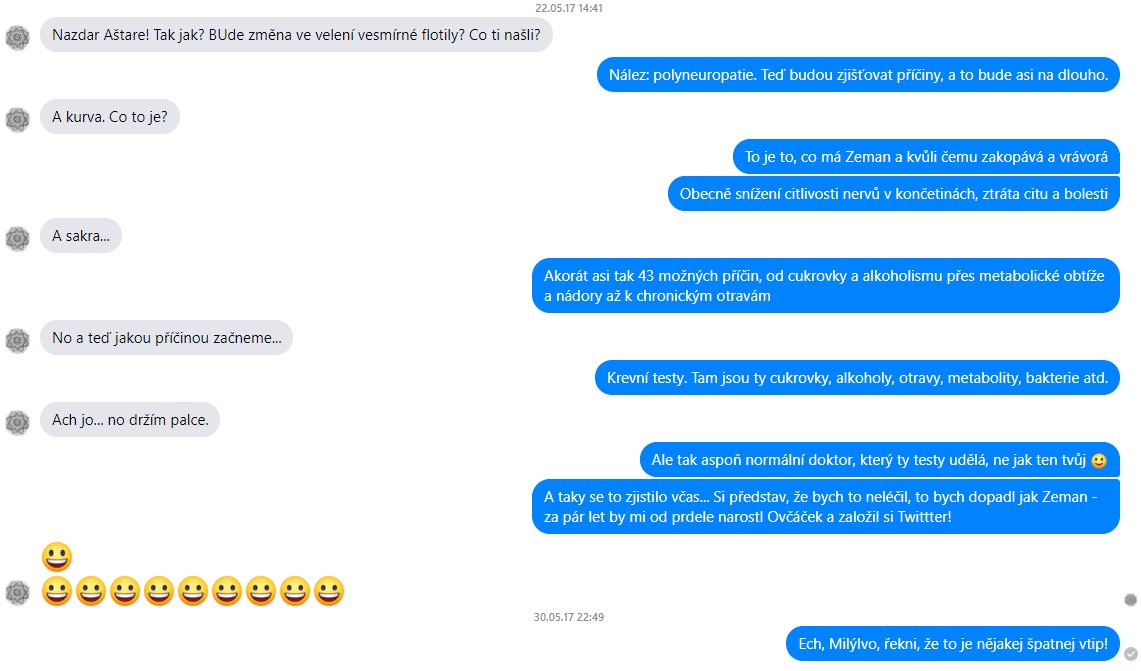 22.05.17 14:41
Nazdar Aštare! Tak jak? BUde změna ve velení vesmírné flotily? Co ti našli?
Nález: polyneuropatie. Teď budou zjišťovat příčiny, a to bude asi na dlouho.
A kurva. Co to je?
To je to, co má Zeman a kvůli čemu zakopává a vrávorá
Obecně snížení citlivosti nervů v končetinách, ztráta citu a bolesti
A sakra...
Akorát asi tak 43 možných příčin, od cukrovky a alkoholismu přes metabolické obtíže
a nádory až k chronickým otravám
No a teď jakou příčinou začneme...
Krevní testy. Tam jsou ty cukrovky, alkoholy, otravy, metabolity, bakterie atd.
Ach jo... no držím palce.
Ale tak aspoň normální doktor, který ty testy udělá, ne jak ten tvůj 🙂
A taky se to zjistilo včas... Si představ, že bych to neléčil, to bych dopadl jak Zeman -
za pár let by mi od prdele narostl Ovčáček a založil si Twittter!
😀
😀😀😀😀😀😀😀😀😀
30.05.17 22:49
Ech, Milýlvo, řekni, že to je nějakej špatnej vtip!